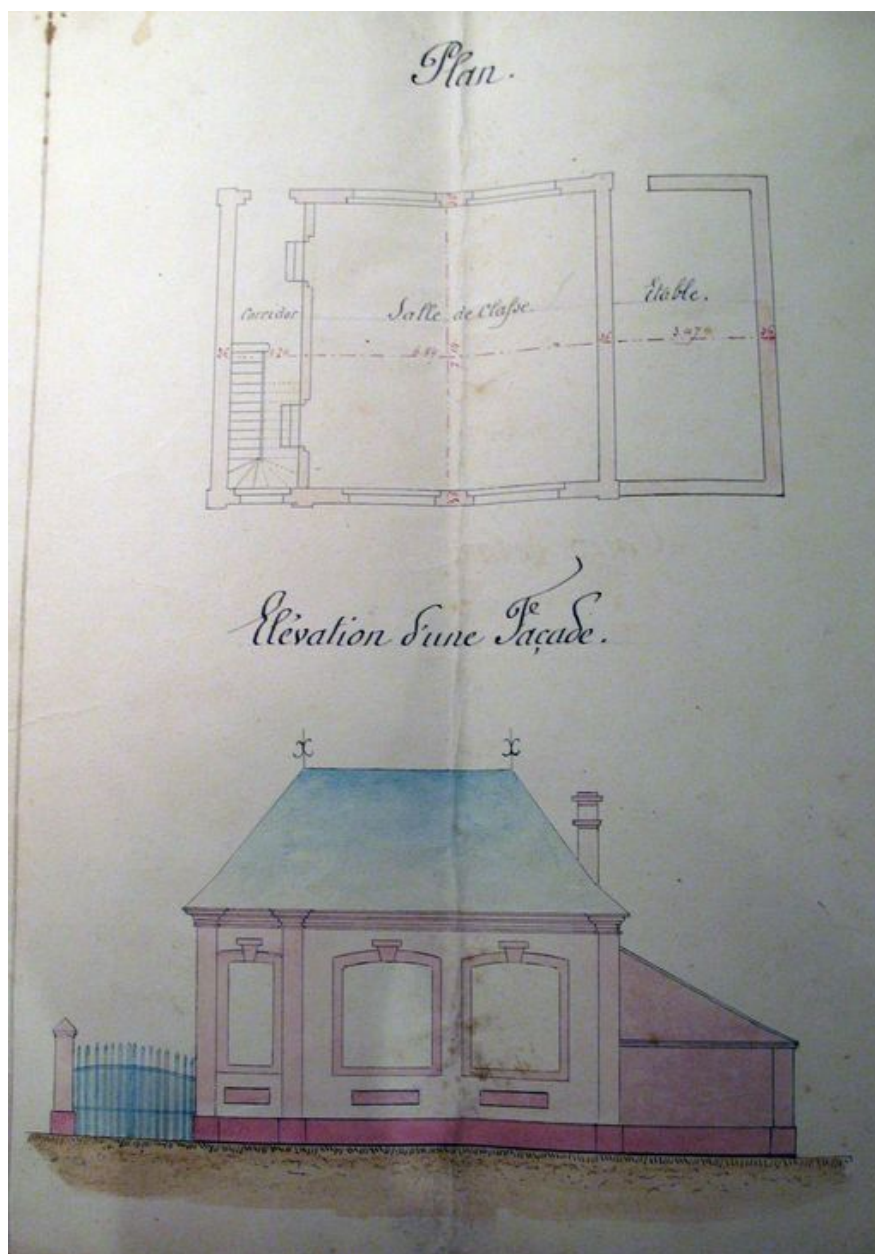 Plan.
Corridor
Salle de Classe.
Etable.
Elévation d'une Façade.